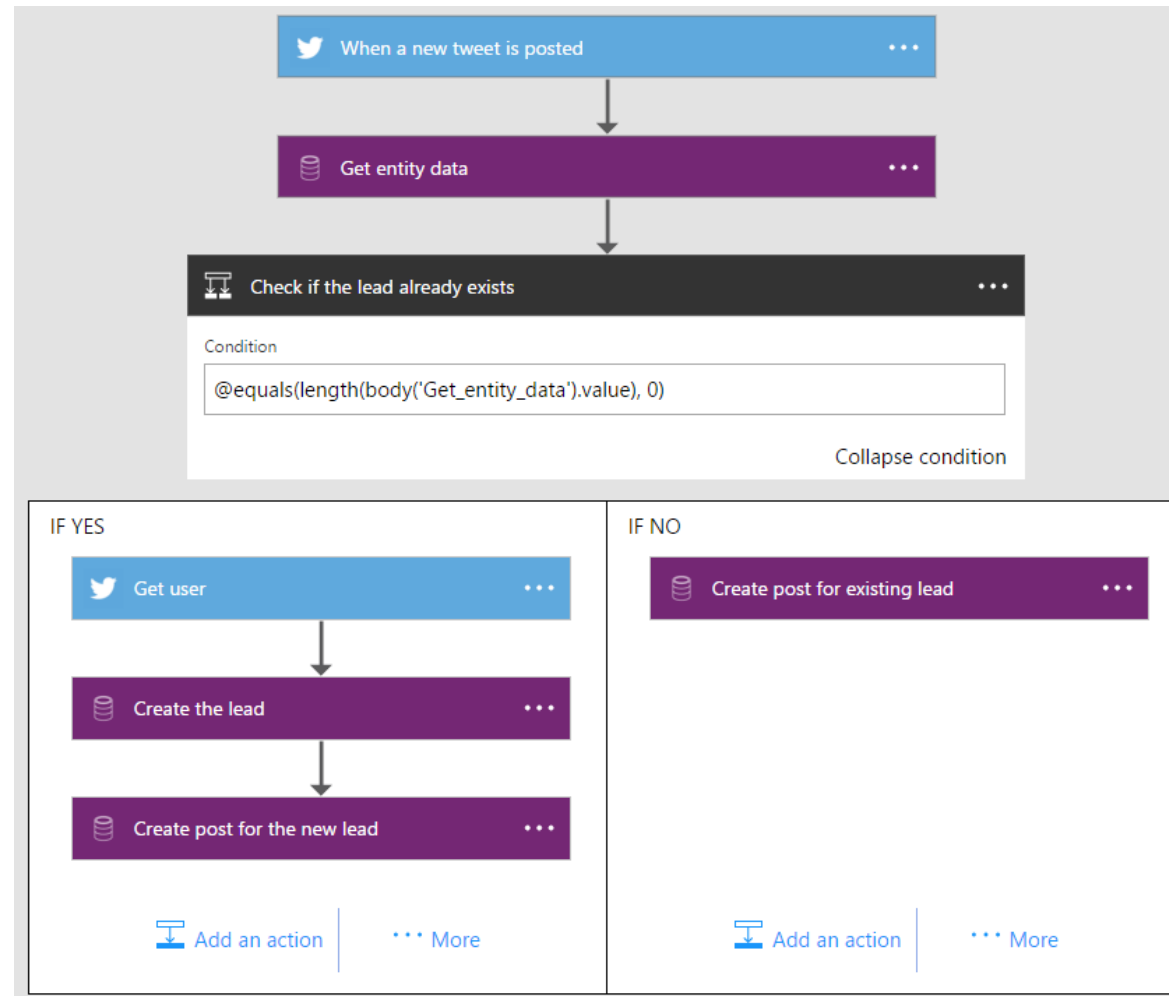 When a new tweet is posted
Get entity data
Check if the lead already exists
Condition
@equals(length(body('Get_entity_data').value), 0)
Collapse condition
IF YES
Get user
Create the lead
Create post for the new lead
Add an action
More
IF NO
Create post for existing lead
Add an action
More